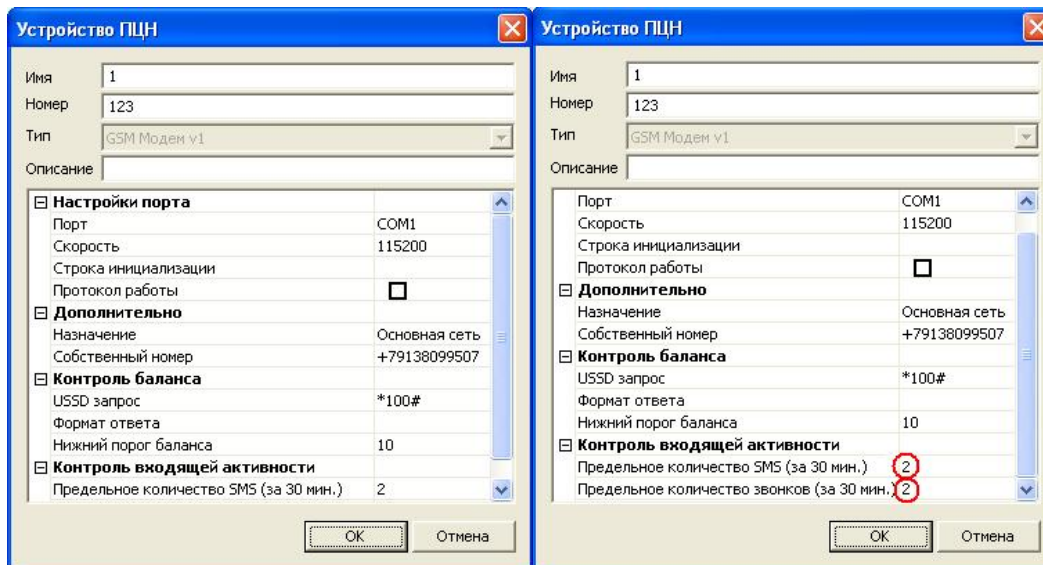 Устройство ПЦН
Имя 1
Номер 123
Тип GSM Модем v1
Описание
Настройки порта
Порт COM1
Скорость 115200
Строка инициализации
Протокол работы
Дополнительно
Назначение Основная сеть
Собственный номер +79138099507
Контроль баланса
USSD запрос *100#
Формат ответа
Нижний порог баланса 10
Контроль входящей активности
Предельное количество SMS (за 30 мин.) 2
OK Отмена
Устройство ПЦН
Имя 1
Номер 123
Тип GSM Модем v1
Описание
Порт COM1
Скорость 115200
Строка инициализации
Протокол работы
Дополнительно
Назначение Основная сеть
Собственный номер +79138099507
Контроль баланса
USSD запрос *100#
Формат ответа
Нижний порог баланса 10
Контроль входящей активности
Предельное количество SMS (за 30 мин.) 2
Предельное количество звонков (за 30 мин.) 2
OK Отмена